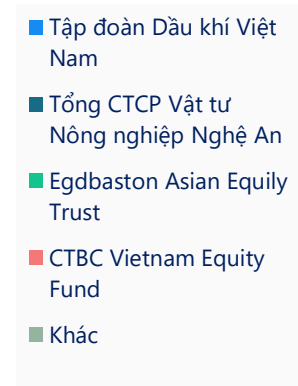 Tập đoàn Dầu khí Việt
Nam
Tổng CTCP Vật tư
Nông nghiệp Nghệ An
Egdbaston Asian Equily
Trust
CTBC Vietnam Equity
Fund
Khác